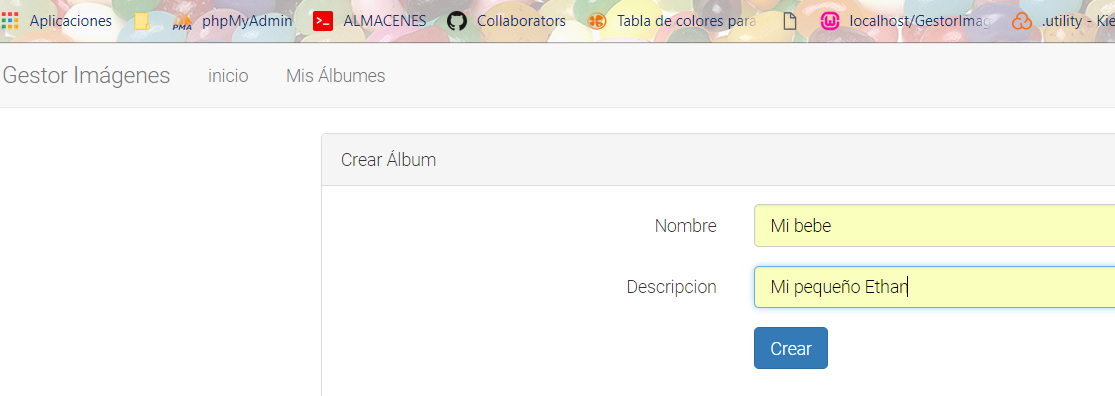 Aplicaciones PMA phpMyAdmin ALMACENES Collaborators Tabla de colores para localhost/GestorImag .utility - Kie
Gestor Imágenes inicio Mis Álbumes
Crear Álbum
Nombre Mi bebe
Descripcion Mi pequeño Ethan
Crear